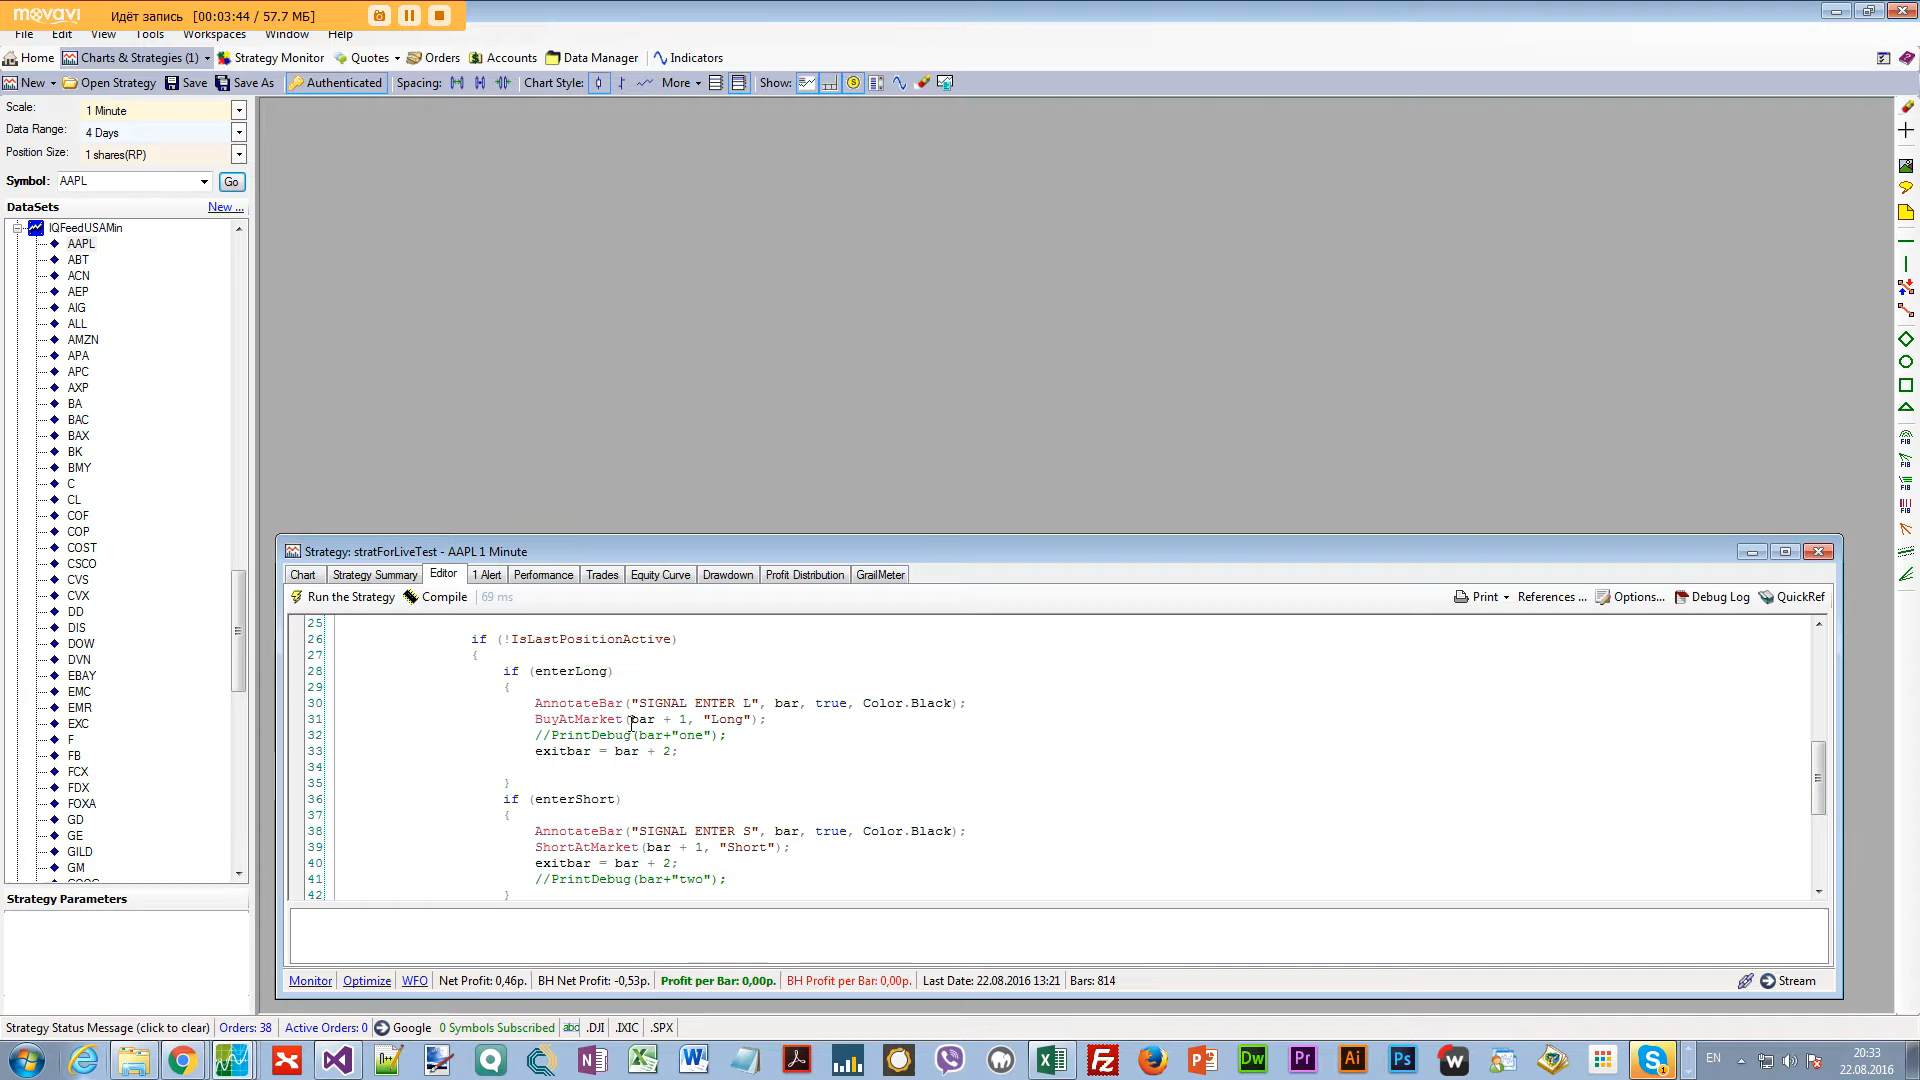 movavi Идёт запись [00:03:44 / 57.7 МБ]
File Edit View Tools Workspaces Window Help
Home Charts & Strategies (1) Strategy Monitor Quotes Orders Accounts Data Manager Indicators
New Open Strategy Save Save As Authenticated Spacing: Chart Style: More Show:
Scale: 1 Minute
Data Range: 4 Days
Position Size: 1 shares(RP)
Symbol: AAPL Go
DataSets New ...
IQFeedUSAMin
AAPL
ABT
ACN
AEP
AIG
ALL
AMZN
APA
APC
AXP
BA
BAC
BAX
BK
BMY
C
CL
COF
COP
COST
CSCO
CVS
CVX
DD
DIS
DOW
DVN
EBAY
EMC
EMR
EXC
F
FB
FCX
FDX
FOXA
GD
GE
GILD
GM
Strategy Parameters
FIB
FIB
FIB
FIB
Strategy: stratForLiveTest - AAPL 1 Minute
Chart Strategy Summary Editor 1 Alert Performance Trades Equity Curve Drawdown Profit Distribution GrailMeter
Run the Strategy Compile 69 ms Print References ... Options... Debug Log QuickRef
25
26 if (!IsLastPositionActive)
27 {
28 if (enterLong)
29 {
30 AnnotateBar("SIGNAL ENTER L", bar, true, Color.Black);
31 BuyAtMarket(bar + 1, "Long");
32 //PrintDebug(bar+"one");
33 exitbar = bar + 2;
34
35 }
36 if (enterShort)
37 {
38 AnnotateBar("SIGNAL ENTER S", bar, true, Color.Black);
39 ShortAtMarket(bar + 1, "Short");
40 exitbar = bar + 2;
41 //PrintDebug(bar+"two");
42 }
Monitor Optimize WFO Net Profit: 0,46р. BH Net Profit: -0,53р. Profit per Bar: 0,00р. BH Profit per Bar: 0,00р. Last Date: 22.08.2016 13:21 Bars: 814 Stream
Strategy Status Message (click to clear) Orders: 38 Active Orders: 0 Google 0 Symbols Subscribed abc .DJI .IXIC .SPX
Dw Pr Ai Ps w EN 20:33
22.08.2016